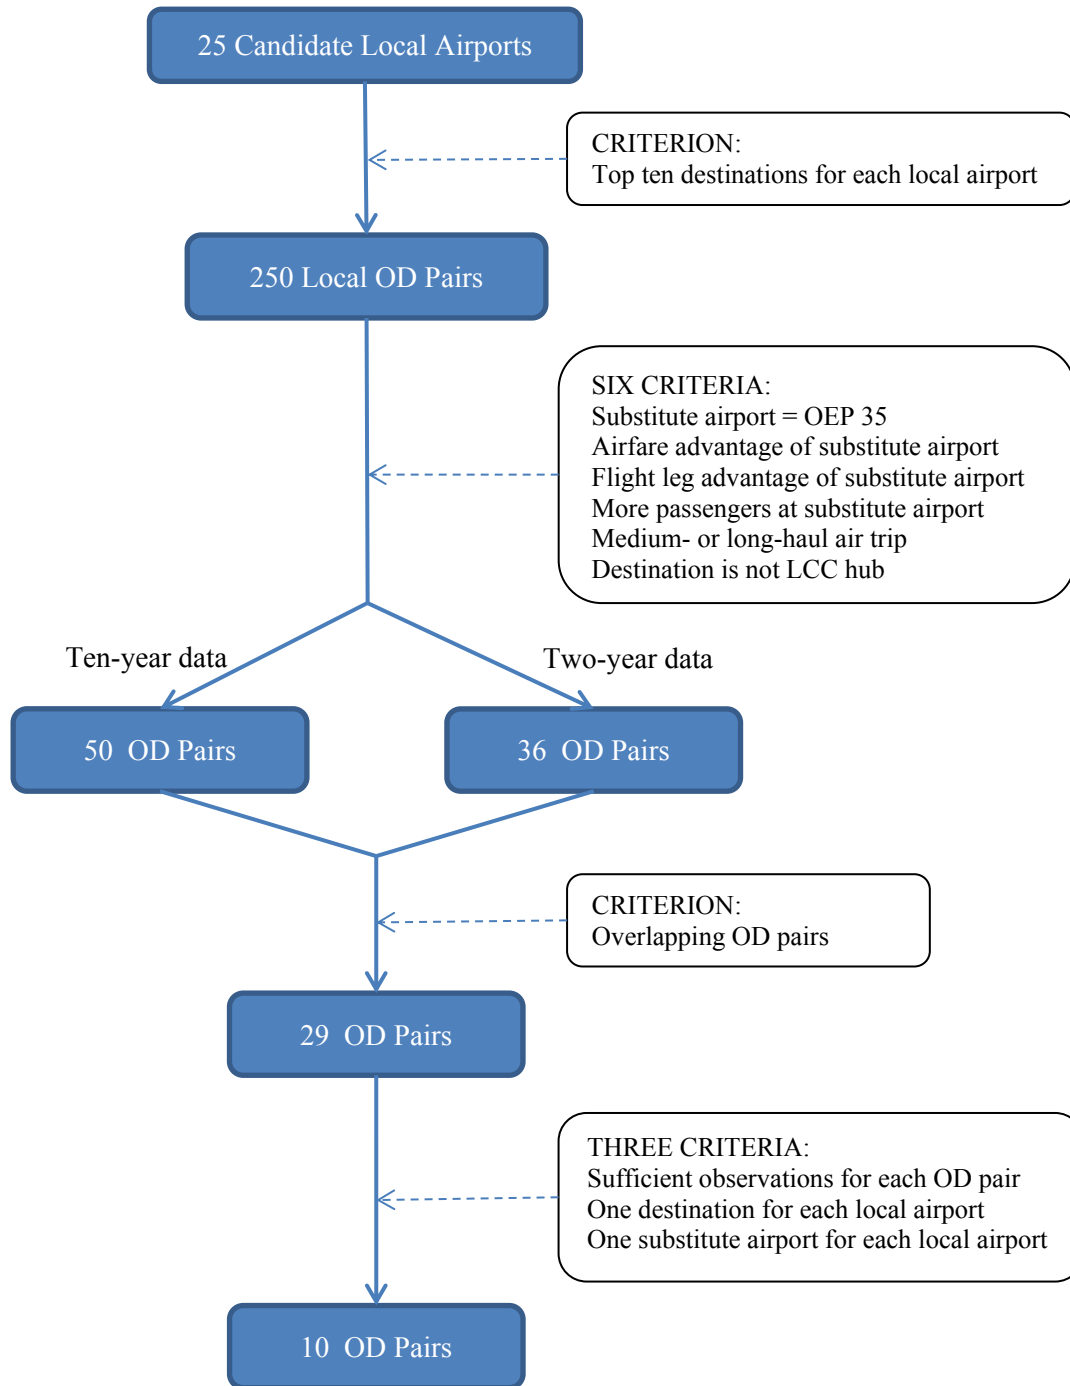 25 Candidate Local Airports
CRITERION:
Top ten destinations for each local airport
250 Local OD Pairs
SIX CRITERIA:
Substitute airport = OEP 35
Airfare advantage of substitute airport
Flight leg advantage of substitute airport
More passengers at substitute airport
Medium- or long-haul air trip
Destination is not LCC hub
Ten-year data
Two-year data
50 OD Pairs
36 OD Pairs
CRITERION:
Overlapping OD pairs
29 OD Pairs
THREE CRITERIA:
Sufficient observations for each OD pair
One destination for each local airport
One substitute airport for each local airport
10 OD Pairs